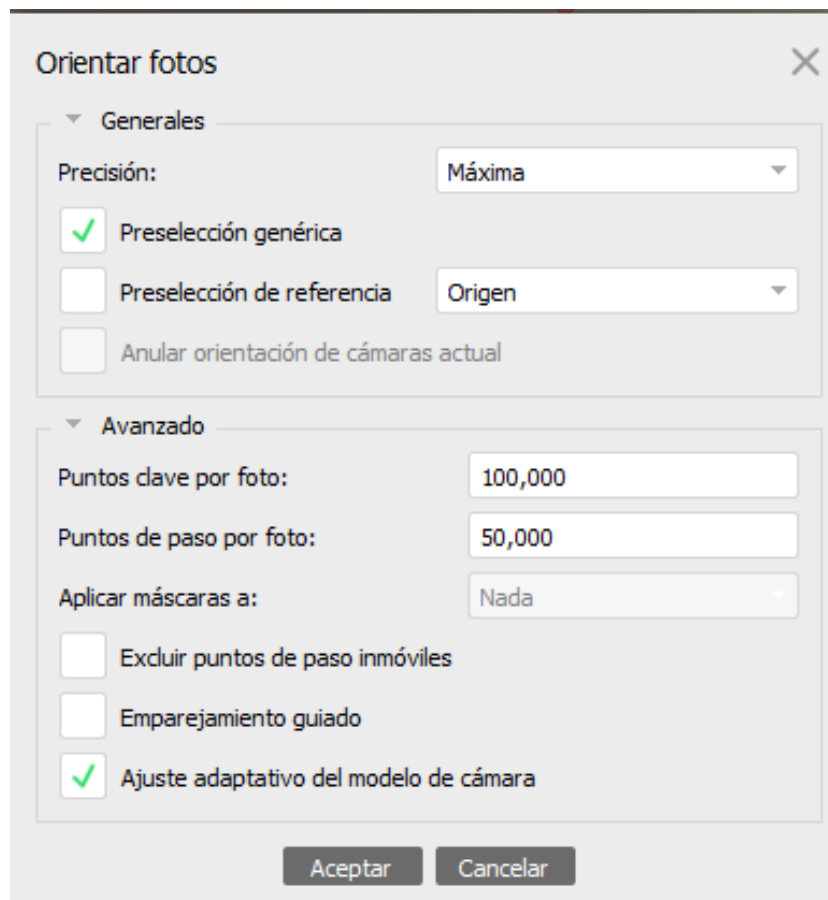 Orientar fotos
Generales
Precisión: Máxima
Preselección genérica
Preselección de referencia Origen
Anular orientación de cámaras actual
Avanzado
Puntos clave por foto: 100,000
Puntos de paso por foto: 50,000
Aplicar máscaras a: Nada
Excluir puntos de paso inmóviles
Emparejamiento guiado
Ajuste adaptativo del modelo de cámara
Aceptar Cancelar